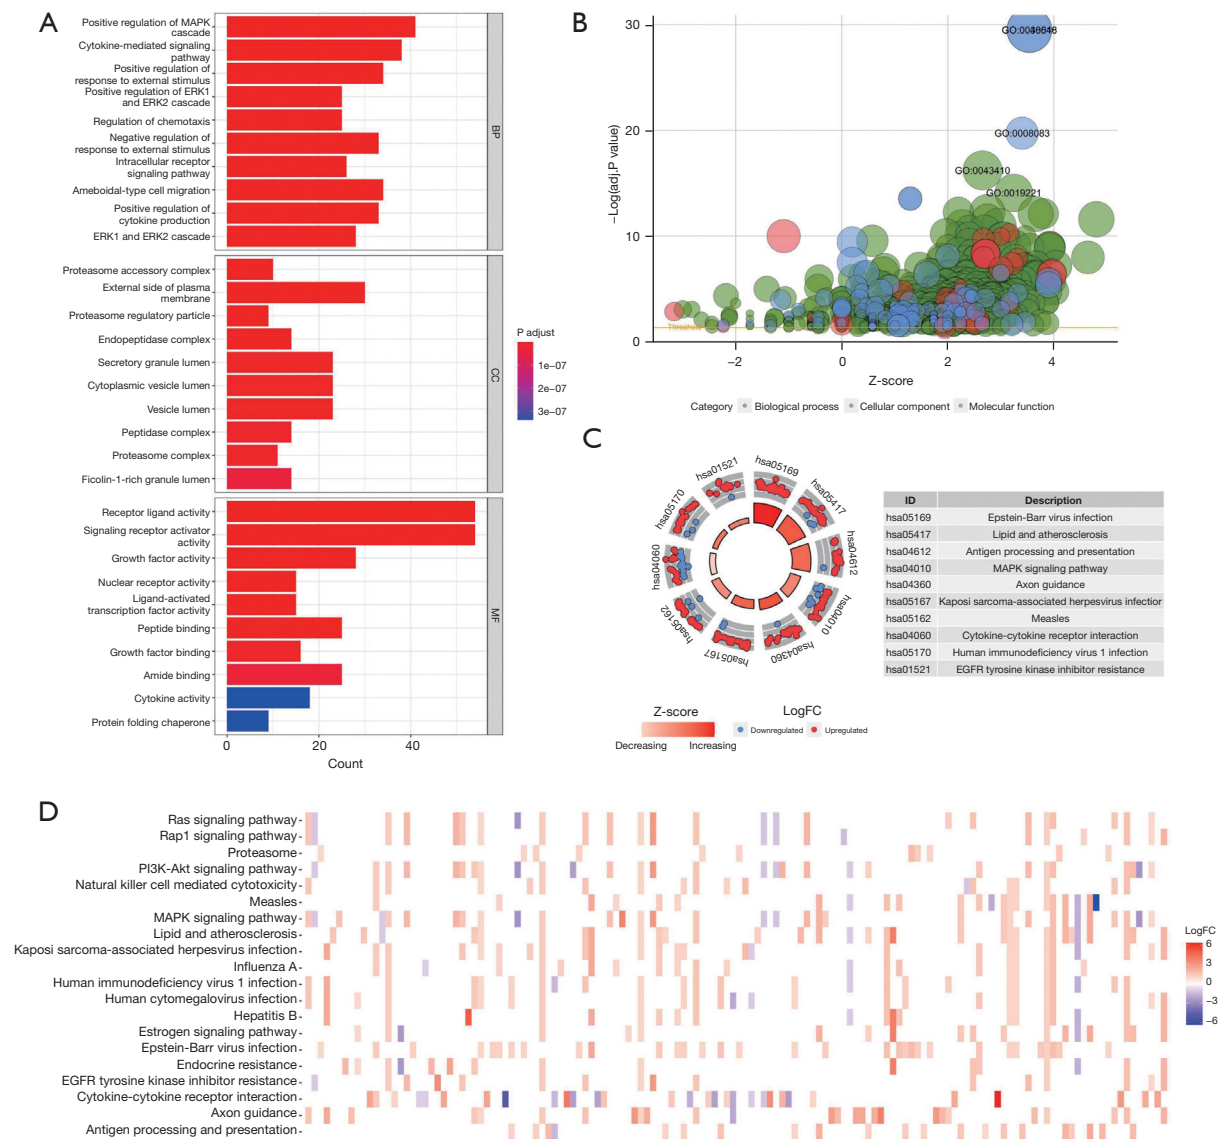 A
Positive regulation of MAPK
cascade
Cytokine-mediated signaling
pathway
Positive regulation of
response to external stimulus
Positive regulation of ERK1
and ERK2 cascade
Regulation of chemotaxis
Negative regulation of
response to external stimulus
Intracellular receptor
signaling pathway
Ameboidal-type cell migration
Positive regulation of
cytokine production
ERK1 and ERK2 cascade
BP
Proteasome accessory complex
External side of plasma
membrane
Proteasome regulatory particle
Endopeptidase complex
Secretory granule lumen
Cytoplasmic vesicle lumen
Vesicle lumen
Peptidase complex
Proteasome complex
Ficolin-1-rich granule lumen
CC
Receptor ligand activity
Signaling receptor activator
activity
Growth factor activity
Nuclear receptor activity
Ligand-activated
transcription factor activity
Peptide binding
Growth factor binding
Amide binding
Cytokine activity
Protein folding chaperone
MF
0 20 40
Count
P adjust
1e−07
2e−07
3e−07
B
−Log(adj.P value)
30
20
10
0
GO:0008083
GO:0043410
GO:0019221
Threshold
−2 0 2 4
Z-score
Category Biological process Cellular component Molecular function
C
hsa05169
hsa05417
hsa04612
hsa04010
hsa04360
hsa05167
hsa05162
hsa04060
hsa05170
hsa01521
Z-score
Decreasing Increasing
LogFC
Downregulated Upregulated
ID Description
hsa05169 Epstein-Barr virus infection
hsa05417 Lipid and atherosclerosis
hsa04612 Antigen processing and presentation
hsa04010 MAPK signaling pathway
hsa04360 Axon guidance
hsa05167 Kaposi sarcoma-associated herpesvirus infectior
hsa05162 Measles
hsa04060 Cytokine-cytokine receptor interaction
hsa05170 Human immunodeficiency virus 1 infection
hsa01521 EGFR tyrosine kinase inhibitor resistance
D
Ras signaling pathway
Rap1 signaling pathway
Proteasome
PI3K-Akt signaling pathway
Natural killer cell mediated cytotoxicity
Measles
MAPK signaling pathway
Lipid and atherosclerosis
Kaposi sarcoma-associated herpesvirus infection
Influenza A
Human immunodeficiency virus 1 infection
Human cytomegalovirus infection
Hepatitis B
Estrogen signaling pathway
Epstein-Barr virus infection
Endocrine resistance
EGFR tyrosine kinase inhibitor resistance
Cytokine-cytokine receptor interaction
Axon guidance
Antigen processing and presentation
LogFC
6
3
0
−3
−6